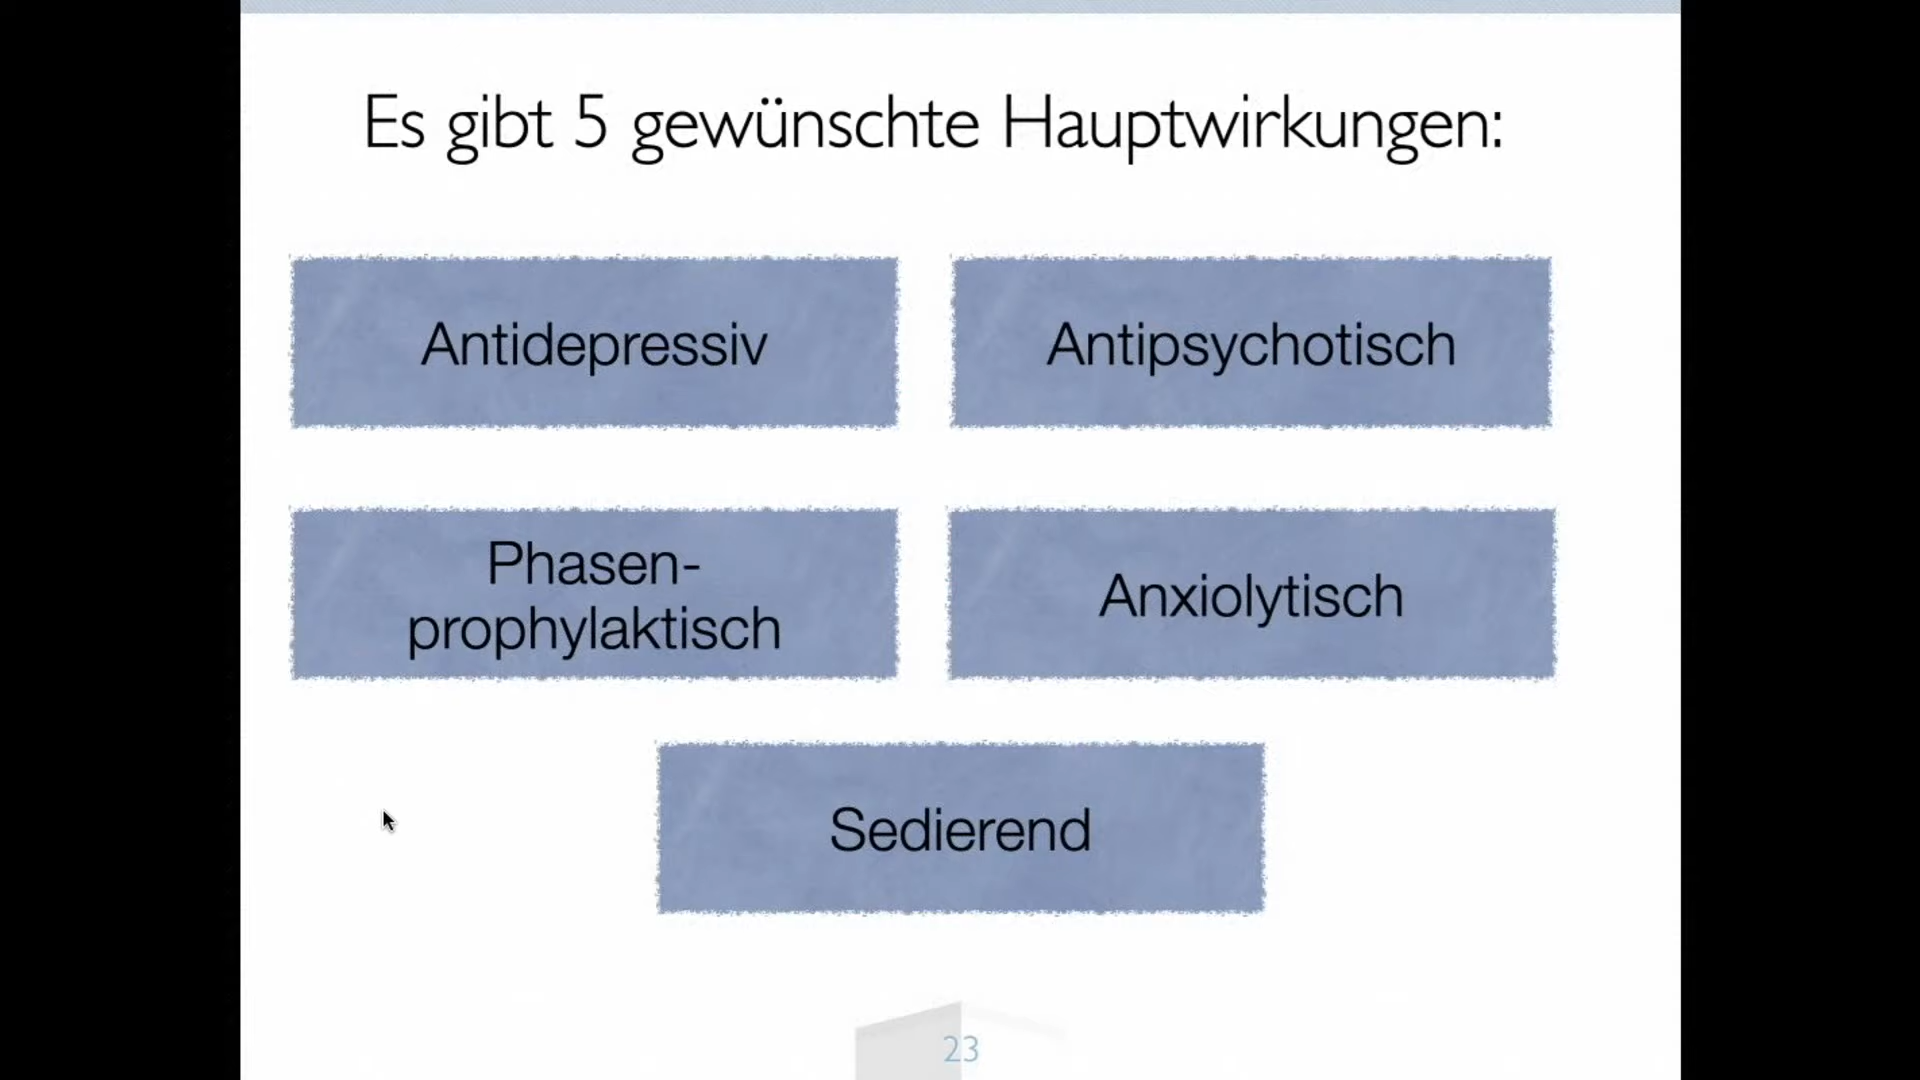 Es gibt 5 gewünschte Hauptwirkungen:
Antidepressiv
Antipsychotisch
Phasen-
prophylaktisch
Anxiolytisch
Sedierend
23